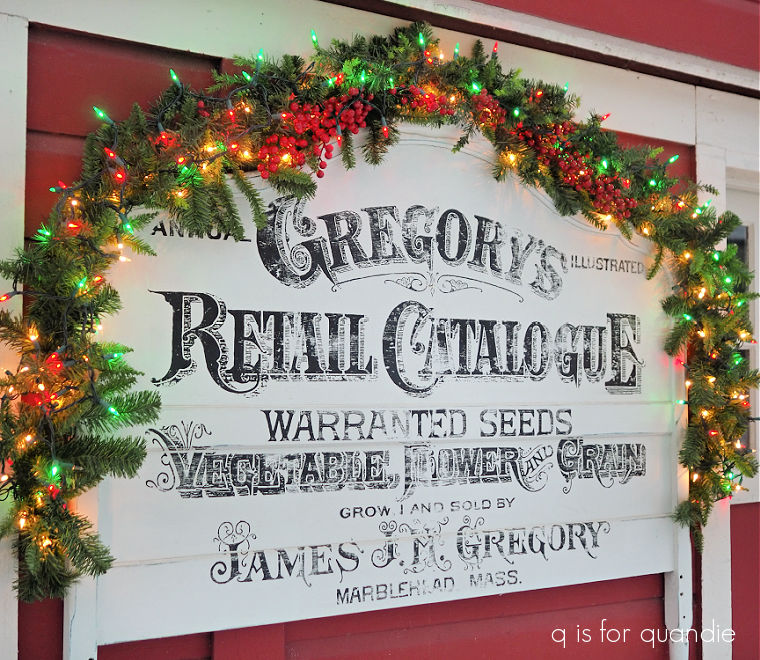 ANNUAL GREGORY'S ILLUSTRATED
RETAIL CATALOGUE
WARRANTED SEEDS
VEGETABLE, FLOWER AND GRAIN
GROWN AND SOLD BY
JAMES J.H. GREGORY
MARBLEHEAD, MASS.
q is for quandie